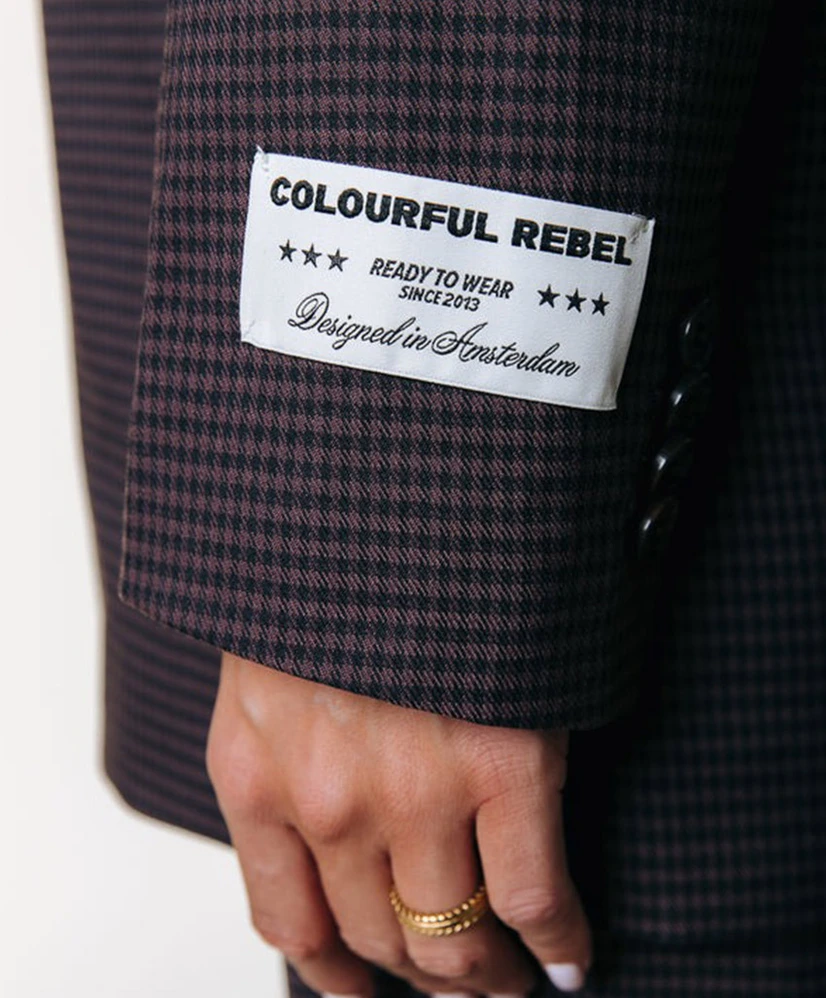 COLOURFUL REBEL
★★★ READY TO WEAR ★★★
SINCE 2013
Designed in Amsterdam